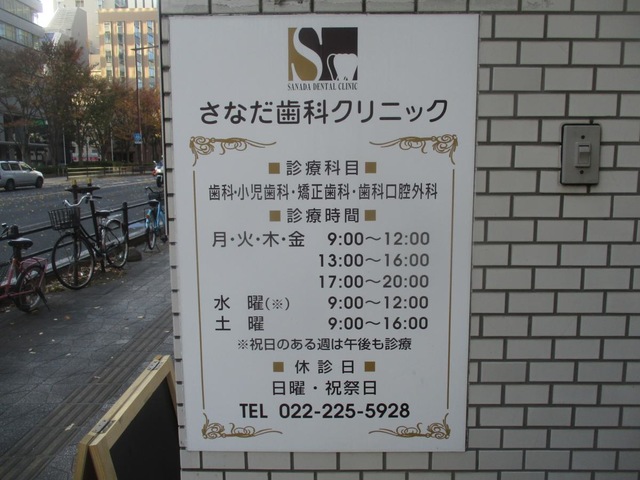 S
SANADA DENTAL CLINIC
さなだ歯科クリニック
■診療科目■
歯科・小児歯科・矯正歯科・歯科口腔外科
■診療時間■
月・火・木・金 9:00〜12:00
13:00〜16:00
17:00〜20:00
水 曜(※) 9:00〜12:00
土 曜 9:00〜16:00
※祝日のある週は午後も診療
■休診日■
日曜・祝祭日
TEL 022-225-5928